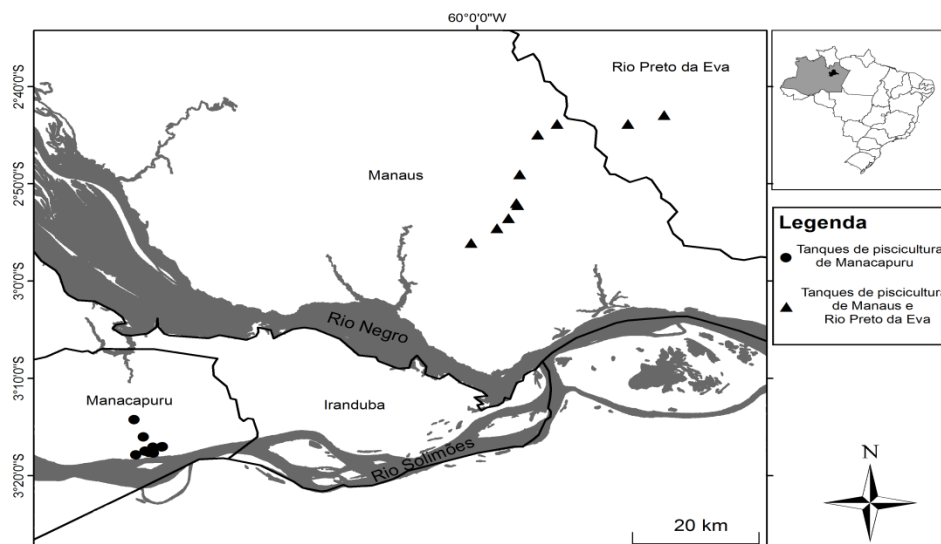 60°0'0"W
Rio Preto da Eva
2°40'0"S
Manaus
2°50'0"S
3°0'0"S
Rio Negro
3°10'0"S
Manacapuru
Iranduba
Rio Solimões
3°20'0"S
20 km
Legenda
Tanques de piscicultura
de Manacapuru
Tanques de piscicultura
de Manaus e
Rio Preto da Eva
N